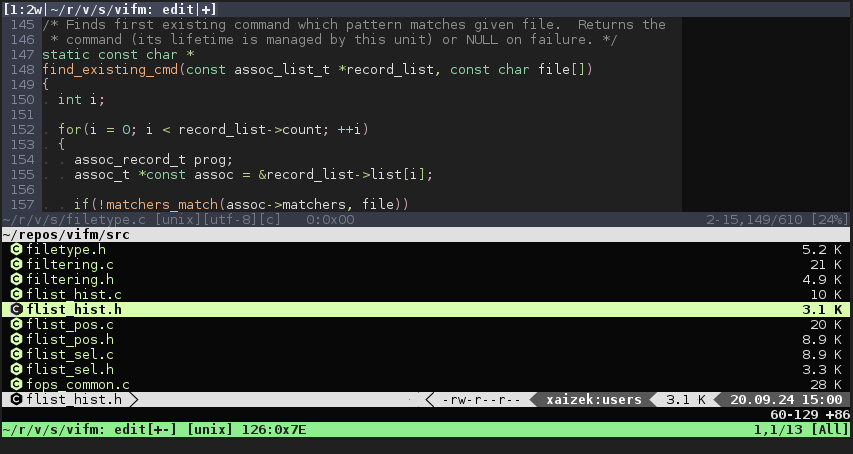 [1:2w|~/r/v/s/vifm: edit|+]
145 /* Finds first existing command which pattern matches given file.  Returns the
146  * command (its lifetime is managed by this unit) or NULL on failure. */
147 static const char *
148 find_existing_cmd(const assoc_list_t *record_list, const char file[])
149 {
150 . int i;
151
152 . for(i = 0; i < record_list->count; ++i)
153 . {
154 . . assoc_record_t prog;
155 . . assoc_t *const assoc = &record_list->list[i];
156
157 . . if(!matchers_match(assoc->matchers, file))
~/r/v/s/filetype.c [unix][utf-8][c]   0:0x00 2-15,149/610 [24%]
~/repos/vifm/src
filetype.h 5.2 K
filtering.c 21 K
filtering.h 4.9 K
flist_hist.c 10 K
flist_hist.h 3.1 K
flist_pos.c 20 K
flist_pos.h 8.9 K
flist_sel.c 8.9 K
flist_sel.h 3.3 K
fops_common.c 28 K
flist_hist.h -rw-r--r-- xaizek:users 3.1 K 20.09.24 15:00
60-129 +86
~/r/v/s/vifm: edit[+-] [unix] 126:0x7E 1,1/13 [All]